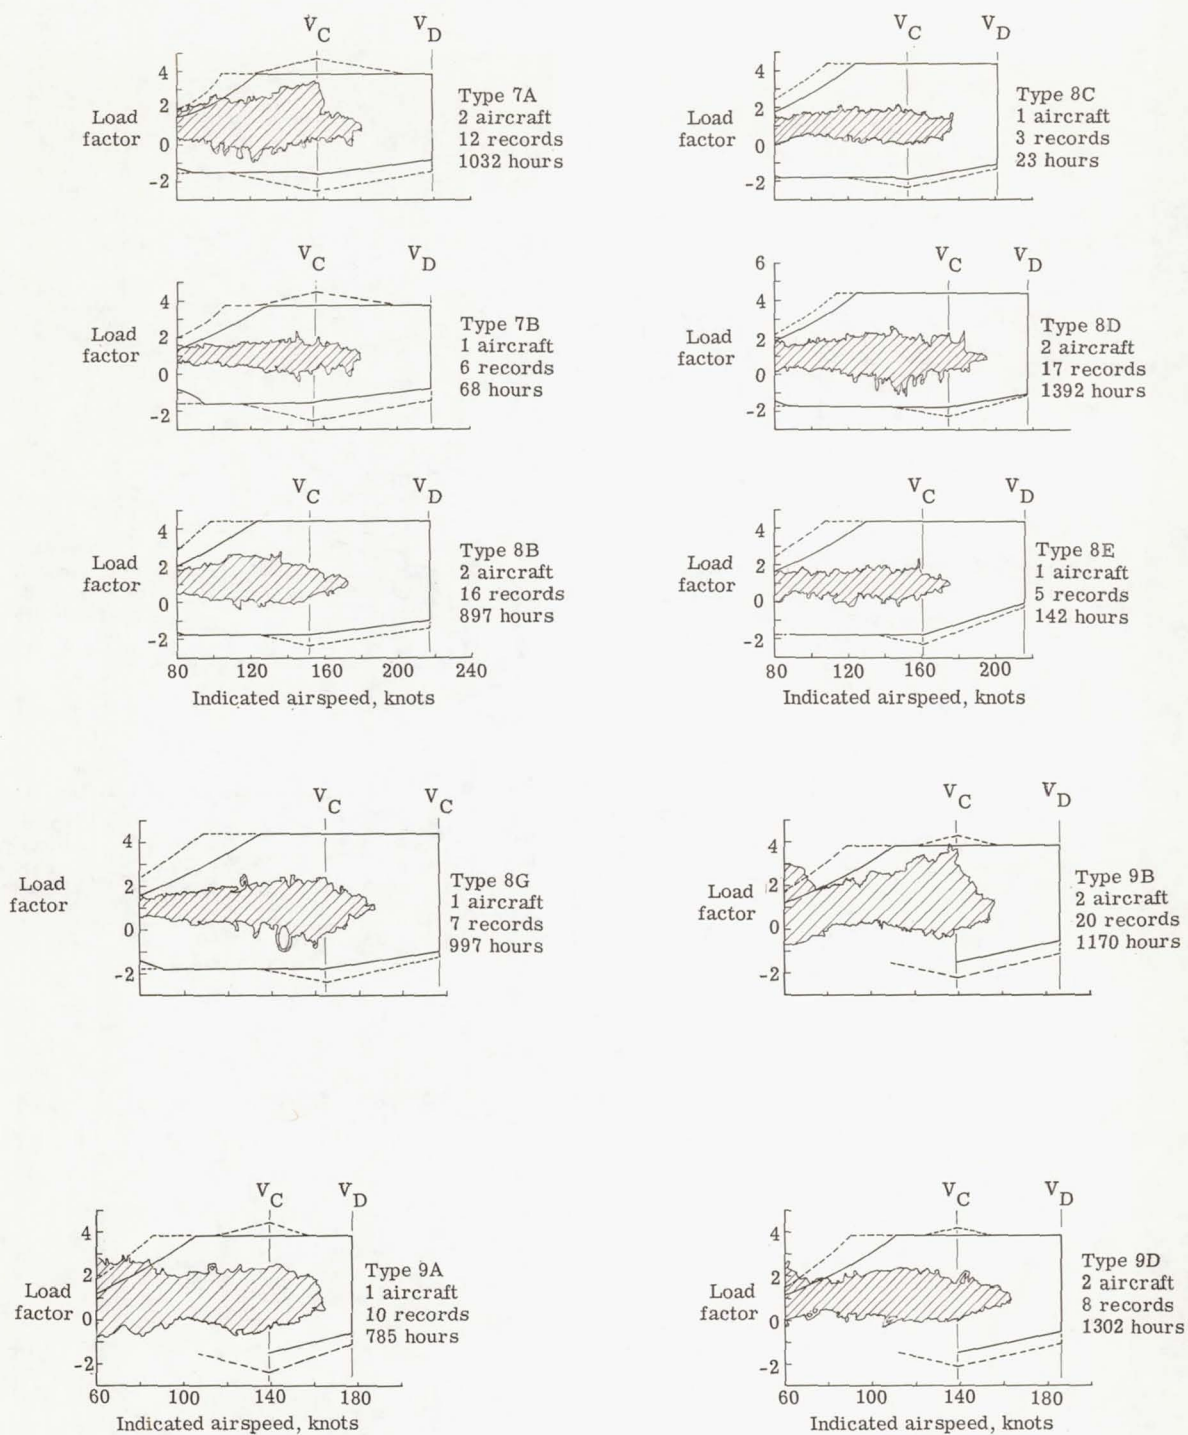 V_C V_D
Load factor
4
2
0
-2
Type 7A
2 aircraft
12 records
1032 hours
V_C V_D
Load factor
4
2
0
-2
Type 8C
1 aircraft
3 records
23 hours
V_C V_D
Load factor
4
2
0
-2
Type 7B
1 aircraft
6 records
68 hours
V_C V_D
Load factor
6
4
2
0
-2
Type 8D
2 aircraft
17 records
1392 hours
V_C V_D
Load factor
4
2
0
-2
Type 8B
2 aircraft
16 records
897 hours
80 120 160 200 240
Indicated airspeed, knots
V_C V_D
Load factor
4
2
0
-2
Type 8E
1 aircraft
5 records
142 hours
80 120 160 200
Indicated airspeed, knots
V_C V_C
Load factor
4
2
0
-2
Type 8G
1 aircraft
7 records
997 hours
V_C V_D
Load factor
4
2
0
-2
Type 9B
2 aircraft
20 records
1170 hours
V_C V_D
Load factor
4
2
0
-2
Type 9A
1 aircraft
10 records
785 hours
60 100 140 180
Indicated airspeed, knots
V_C V_D
Load factor
4
2
0
-2
Type 9D
2 aircraft
8 records
1302 hours
60 100 140 180
Indicated airspeed, knots